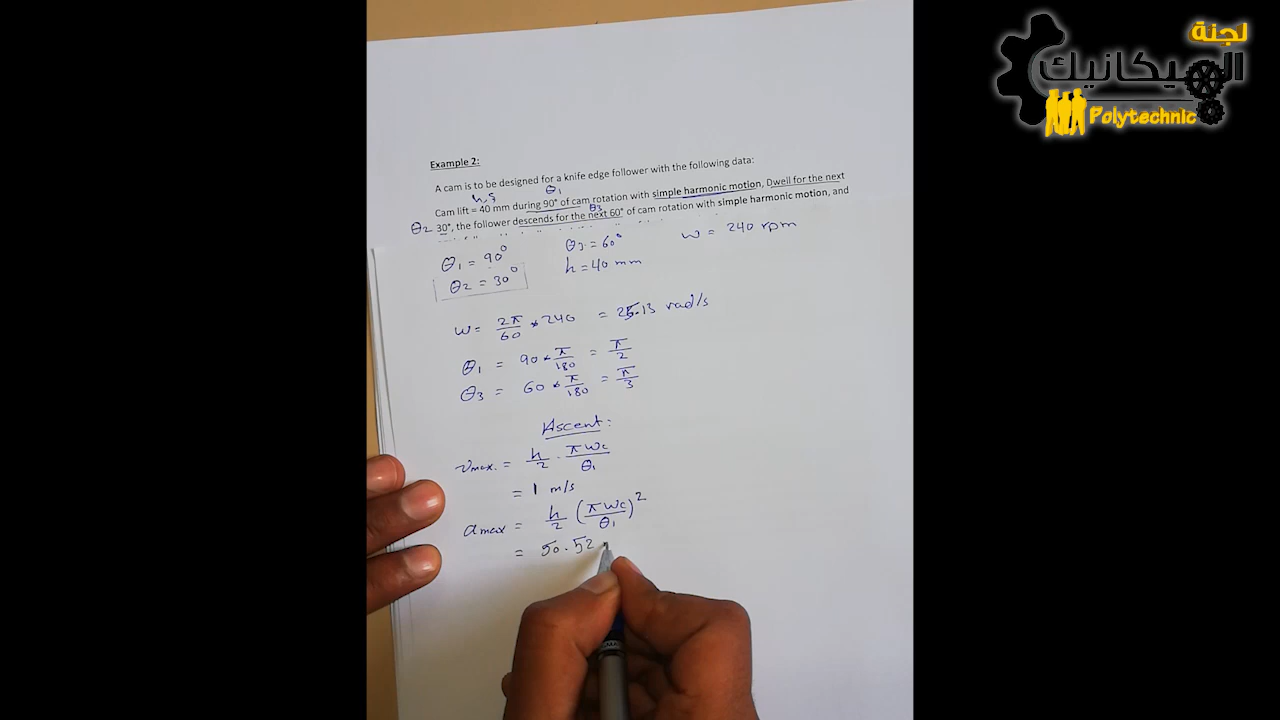 لجنة
الميكانيك
Polytechnic
Example 2:
A cam is to be designed for a knife edge follower with the following data:
h, S θ1
Cam lift = 40 mm during 90° of cam rotation with simple harmonic motion, Dwell for the next
θ2 θ3
30°, the follower descends for the next 60° of cam rotation with simple harmonic motion, and
θ1 = 90° θ3 = 60° w = 240 rpm
θ2 = 30° h = 40 mm
w = 2π/60 * 240 = 25.13 rad/s
θ1 = 90 * π/180 = π/2
θ3 = 60 * π/180 = π/3
Ascent:
vmax. = h/2 · πwc/θ1
= 1 m/s
amax = h/2 (πwc/θ1)²
= 50.52